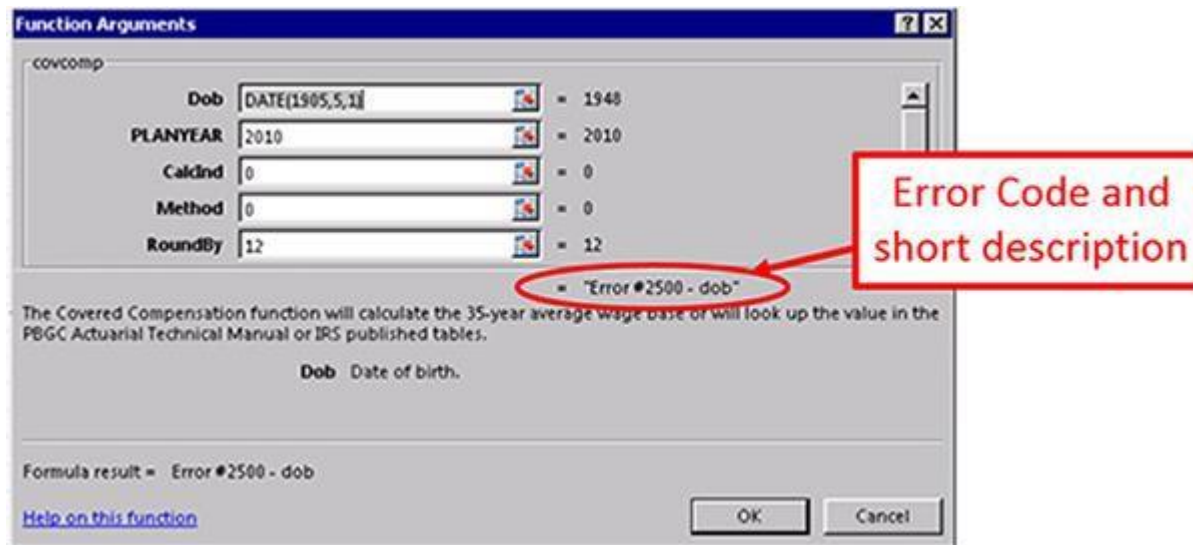 Function Arguments
covcomp
Dob DATE(1905,5,1) = 1948
PLANYEAR 2010 = 2010
CalcInd 0 = 0
Method 0 = 0
RoundBy 12 = 12
Error Code and
short description
= "Error #2500 - dob"
The Covered Compensation function will calculate the 35-year average wage base or will look up the value in the
PBGC Actuarial Technical Manual or IRS published tables.
Dob Date of birth.
Formula result = Error #2500 - dob
Help on this function
OK
Cancel